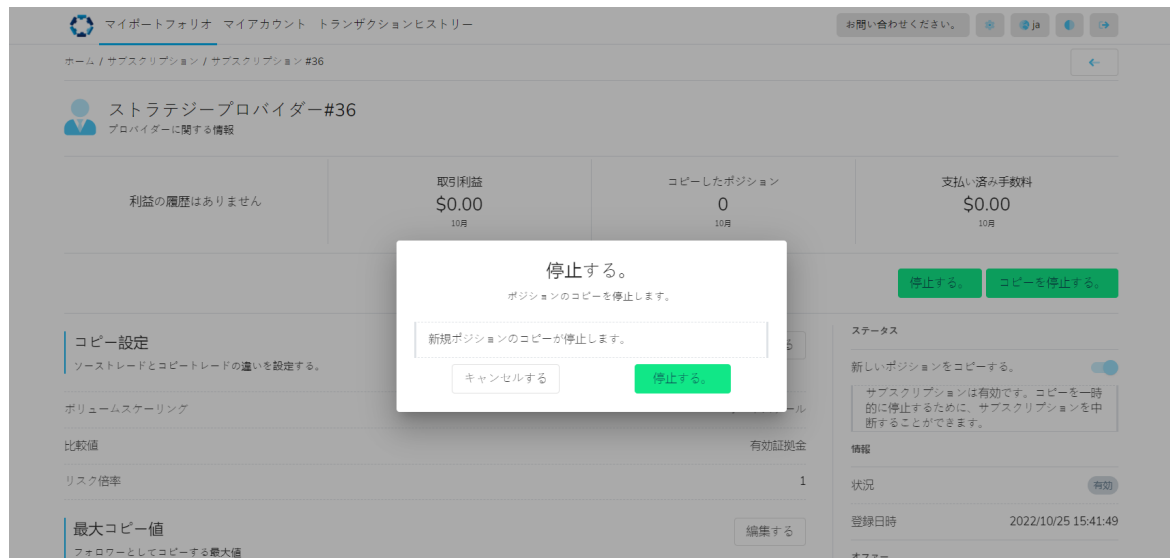 マイポートフォリオ マイアカウント トランザクションヒストリー お問い合わせください。 ja
ホーム / サブスクリプション / サブスクリプション #36
ストラテジープロバイダー#36
プロバイダーに関する情報
利益の履歴はありません
取引利益
$0.00
10月
コピーしたポジション
0
10月
支払い済み手数料
$0.00
10月
停止する。 コピーを停止する。
停止する。
ポジションのコピーを停止します。
新規ポジションのコピーが停止します。
キャンセルする 停止する。
コピー設定
ソーストレードとコピートレードの違いを設定する。
る
ボリュームスケーリング
ール
比較値 有効証拠金
リスク倍率 1
最大コピー値 編集する
フォロワーとしてコピーする最大値
ステータス
新しいポジションをコピーする。
サブスクリプションは有効です。コピーを一時
的に停止するために、サブスクリプションを中
断することができます。
情報
状況 有効
登録日時 2022/10/25 15:41:49
オファー